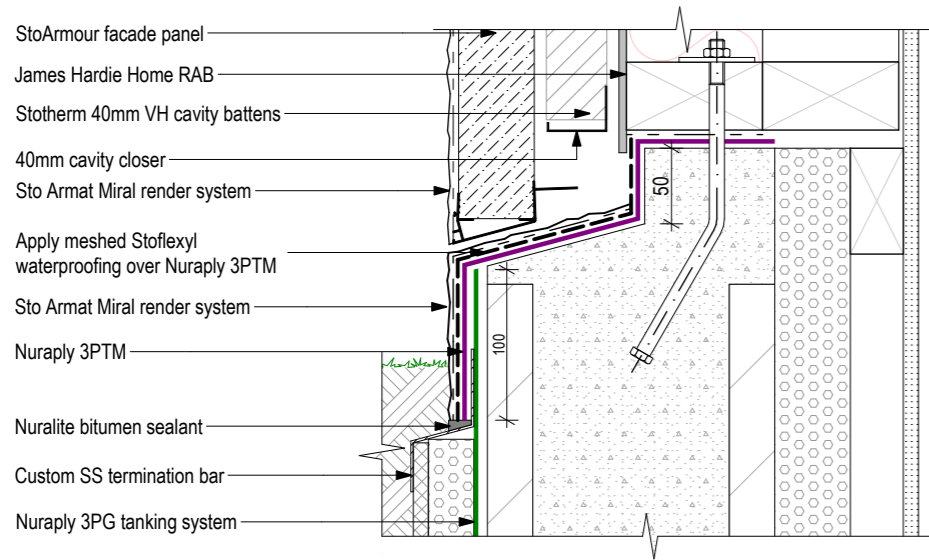 StoArmour facade panel
James Hardie Home RAB
Stotherm 40mm VH cavity battens
40mm cavity closer
Sto Armat Miral render system
Apply meshed Stoflexyl
waterproofing over Nuraply 3PTM
Sto Armat Miral render system
Nuraply 3PTM
Nuralite bitumen sealant
Custom SS termination bar
Nuraply 3PG tanking system
50
100